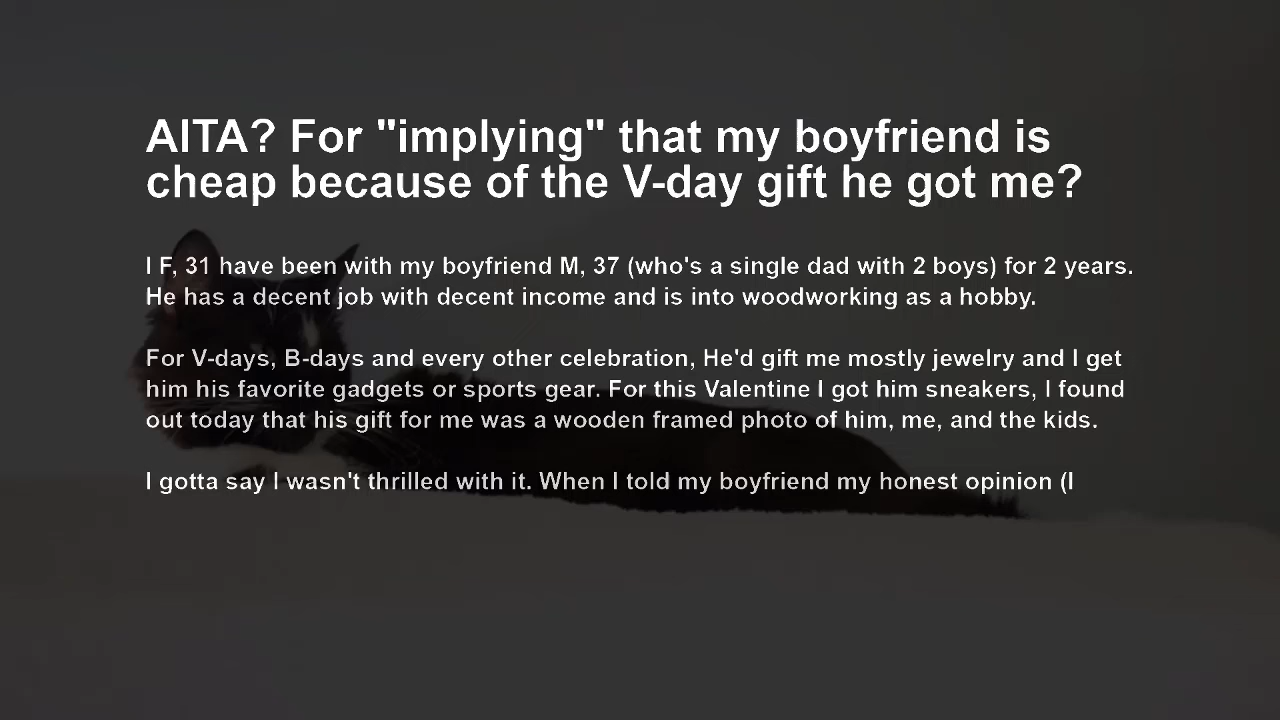 AITA? For "implying" that my boyfriend is
cheap because of the V-day gift he got me?
I F, 31 have been with my boyfriend M, 37 (who's a single dad with 2 boys) for 2 years.
He has a decent job with decent income and is into woodworking as a hobby.
For V-days, B-days and every other celebration, He'd gift me mostly jewelry and I get
him his favorite gadgets or sports gear. For this Valentine I got him sneakers, I found
out today that his gift for me was a wooden framed photo of him, me, and the kids.
I gotta say I wasn't thrilled with it. When I told my boyfriend my honest opinion (I